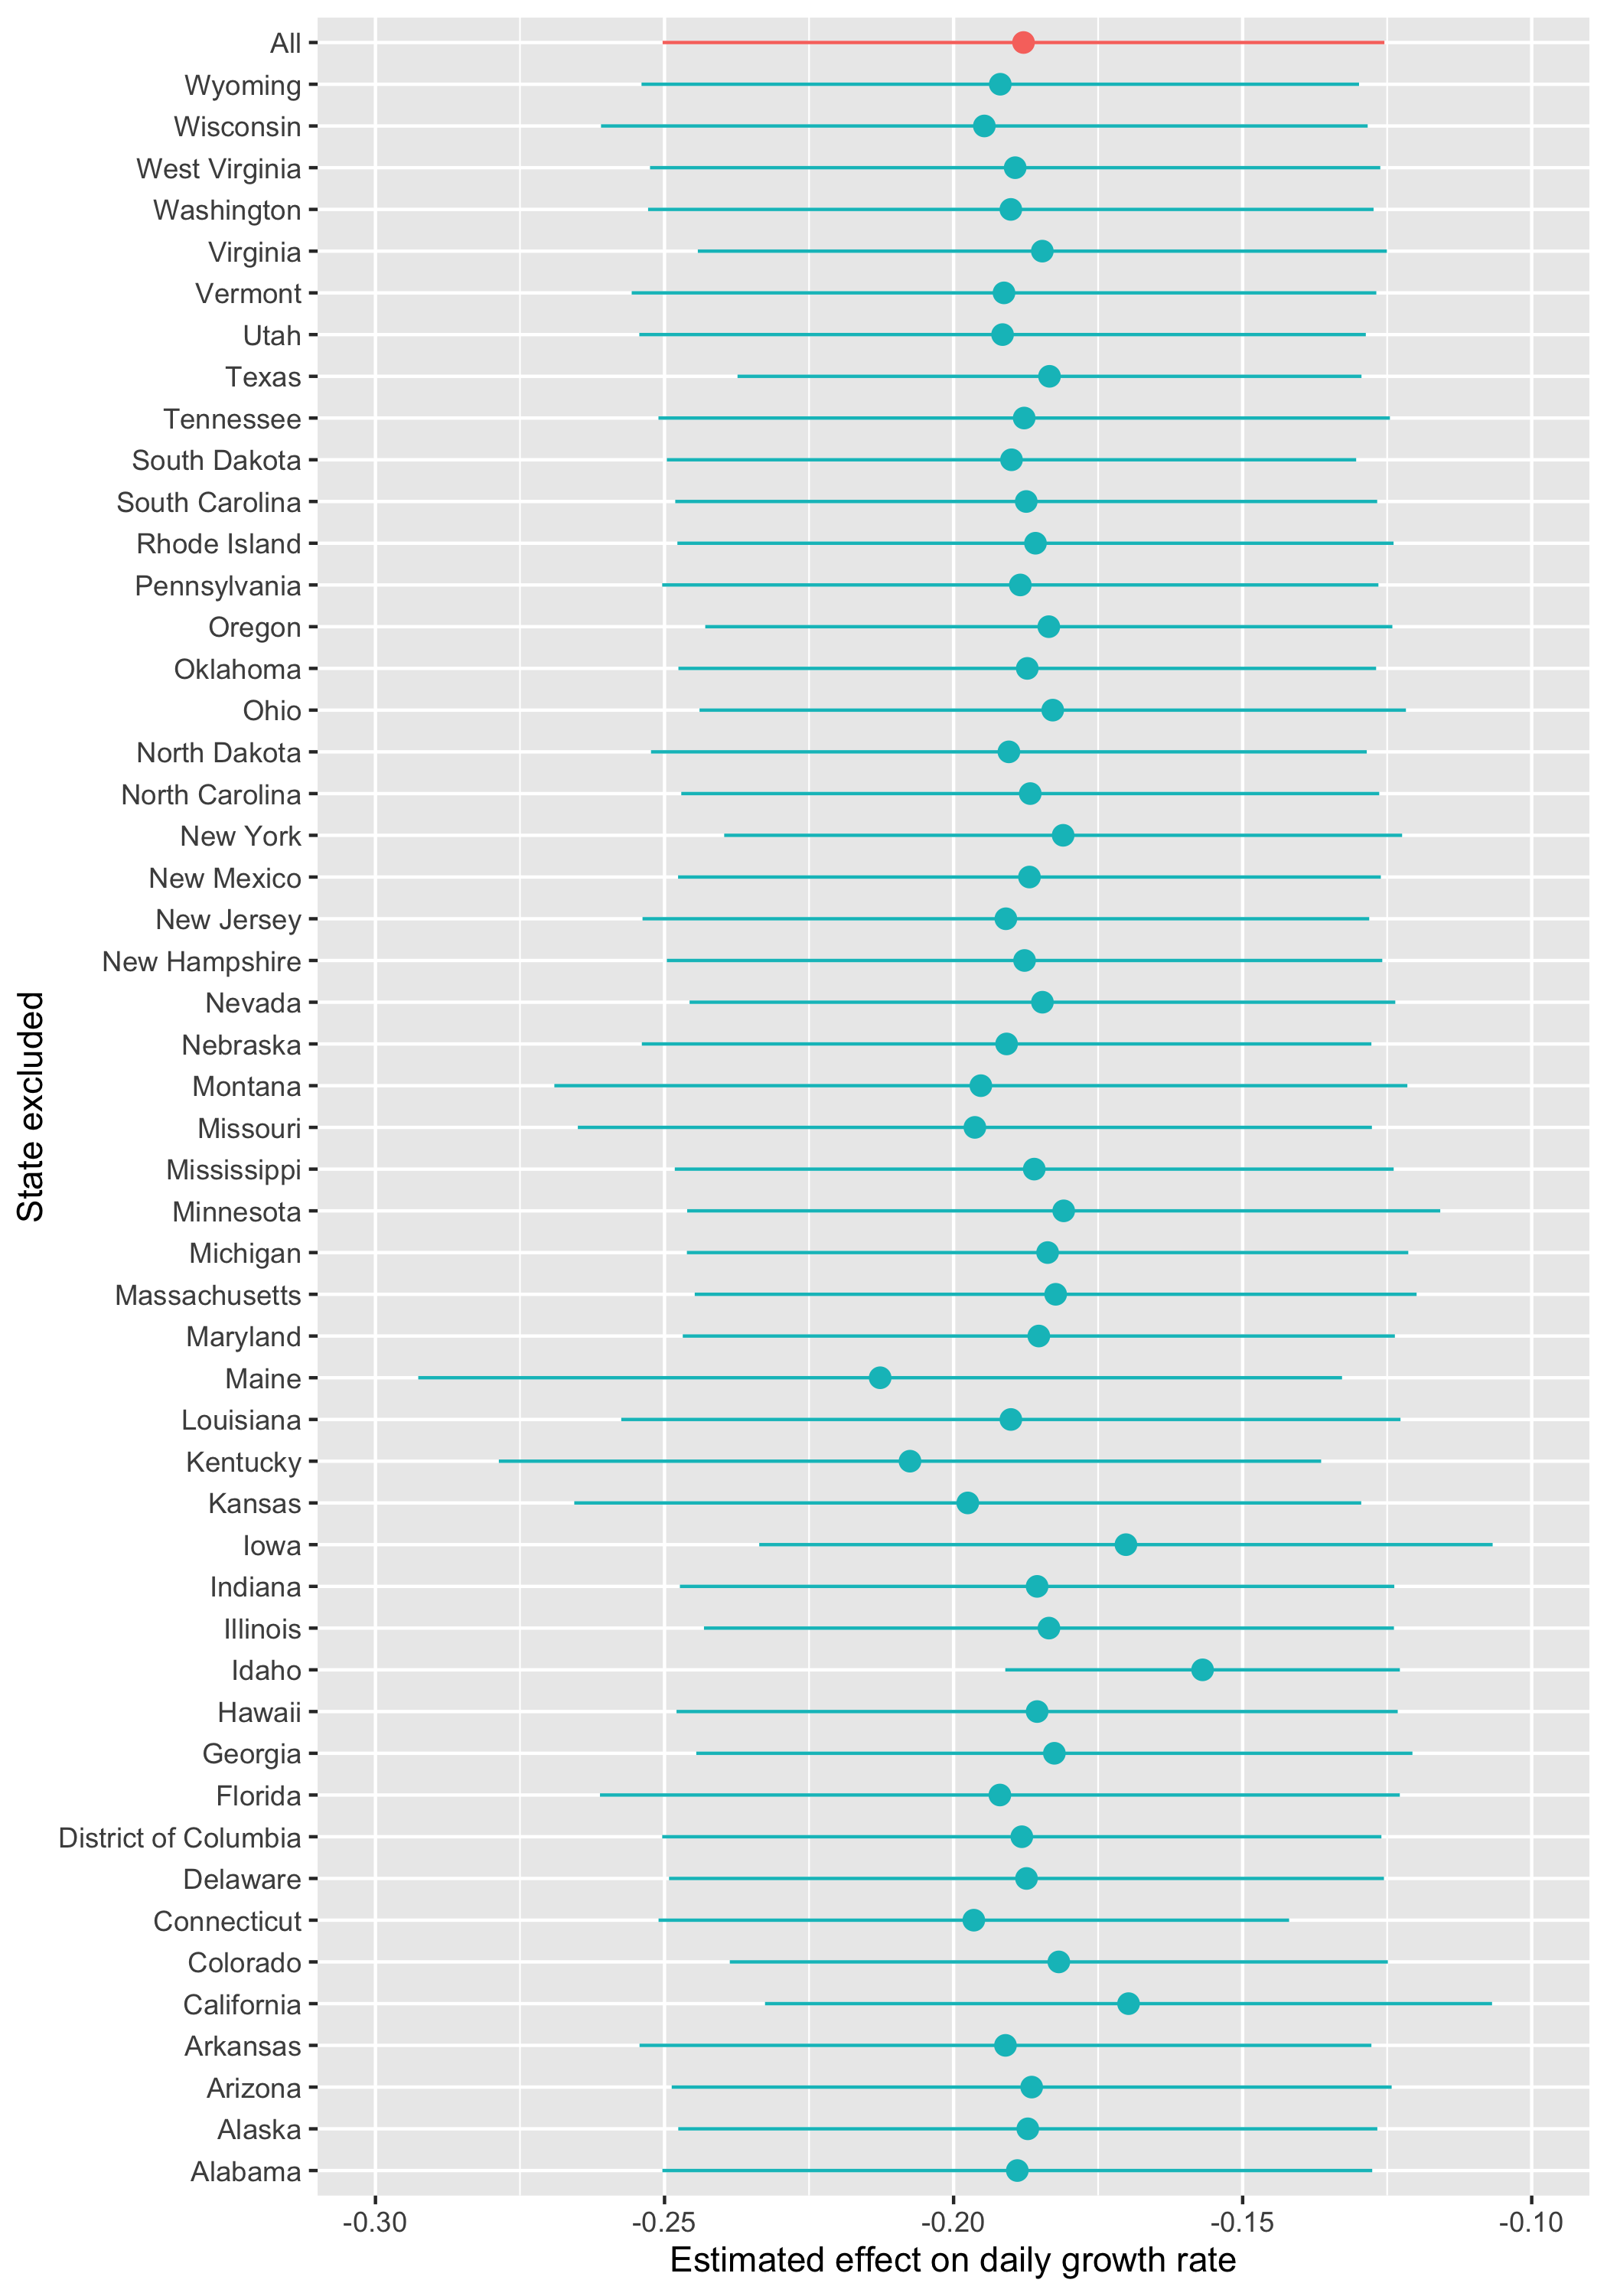 All
Wyoming
Wisconsin
West Virginia
Washington
Virginia
Vermont
Utah
Texas
Tennessee
South Dakota
South Carolina
Rhode Island
Pennsylvania
Oregon
Oklahoma
Ohio
North Dakota
North Carolina
New York
New Mexico
New Jersey
New Hampshire
Nevada
Nebraska
Montana
Missouri
Mississippi
Minnesota
Michigan
Massachusetts
Maryland
Maine
Louisiana
Kentucky
Kansas
Iowa
Indiana
Illinois
Idaho
Hawaii
Georgia
Florida
District of Columbia
Delaware
Connecticut
Colorado
California
Arkansas
Arizona
Alaska
Alabama
State excluded
-0.30 -0.25 -0.20 -0.15 -0.10
Estimated effect on daily growth rate